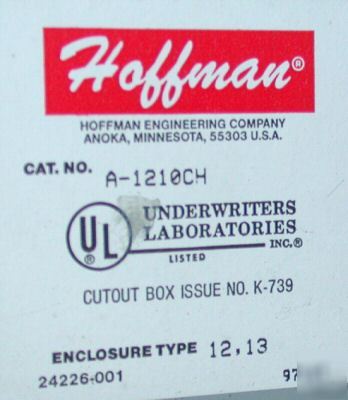 Hoffman®
HOFFMAN ENGINEERING COMPANY
ANOKA, MINNESOTA, 55303 U.S.A.
CAT. NO. A-1210CH
UL®
UNDERWRITERS
LABORATORIES
INC.®
LISTED
CUTOUT BOX ISSUE NO. K-739
ENCLOSURE TYPE 12,13
24226-001 97